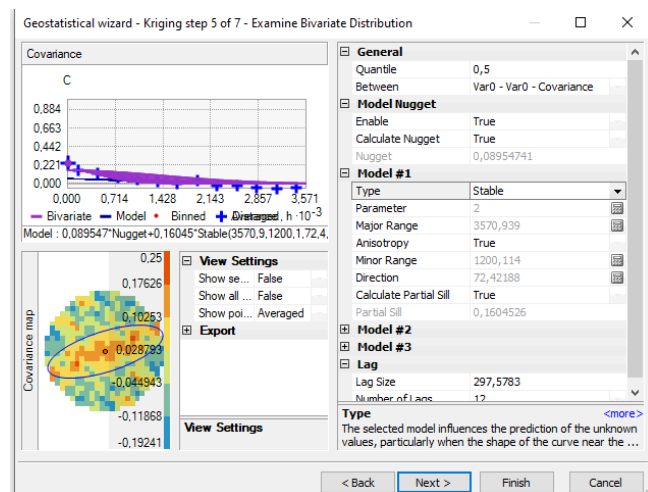 Geostatistical wizard - Kriging step 5 of 7 - Examine Bivariate Distribution
Covariance
C
0,884
0,663
0,442
0,221
0,000
0,000 0,714 1,428 2,143 2,857 3,571
Bivariate Model Binned Averaged Distance, h ·10⁻³
Model : 0,089547*Nugget+0,16045*Stable(3570,9,1200,1,72,4,
Covariance map
0,25
0,17626
0,10253
0,028793
-0,044943
-0,11868
-0,19241
View Settings
Show se... False
Show all ... False
Show poi... Averaged
Export
View Settings
General
Quantile 0,5
Between Var0 - Var0 - Covariance
Model Nugget
Enable True
Calculate Nugget True
Nugget 0,08954741
Model #1
Type Stable
Parameter 2
Major Range 3570,939
Anisotropy True
Minor Range 1200,114
Direction 72,42188
Calculate Partial Sill True
Partial Sill 0,1604526
Model #2
Model #3
Lag
Lag Size 297,5783
Number of Lags 12
Type <more>
The selected model influences the prediction of the unknown
values, particularly when the shape of the curve near the ...
< Back Next > Finish Cancel